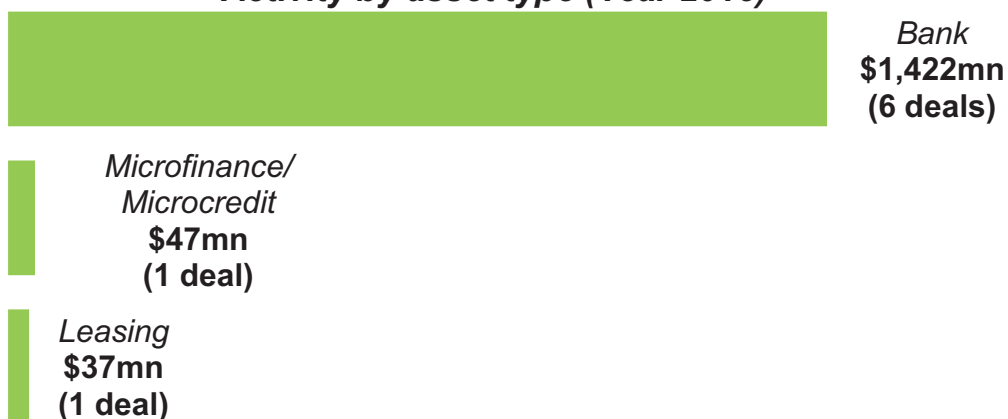 Bank
$1,422mn
(6 deals)
Microfinance/
Microcredit
$47mn
(1 deal)
Leasing
$37mn
(1 deal)